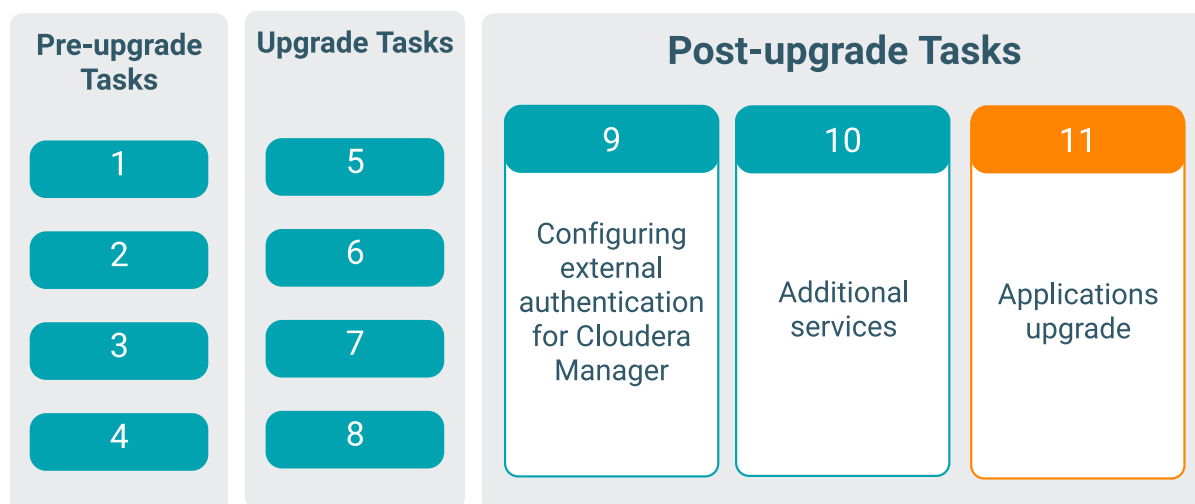 Pre-upgrade
Tasks
1
2
3
4
Upgrade Tasks
5
6
7
8
Post-upgrade Tasks
9
Configuring
external
authentication
for Cloudera
Manager
10
Additional
services
11
Applications
upgrade